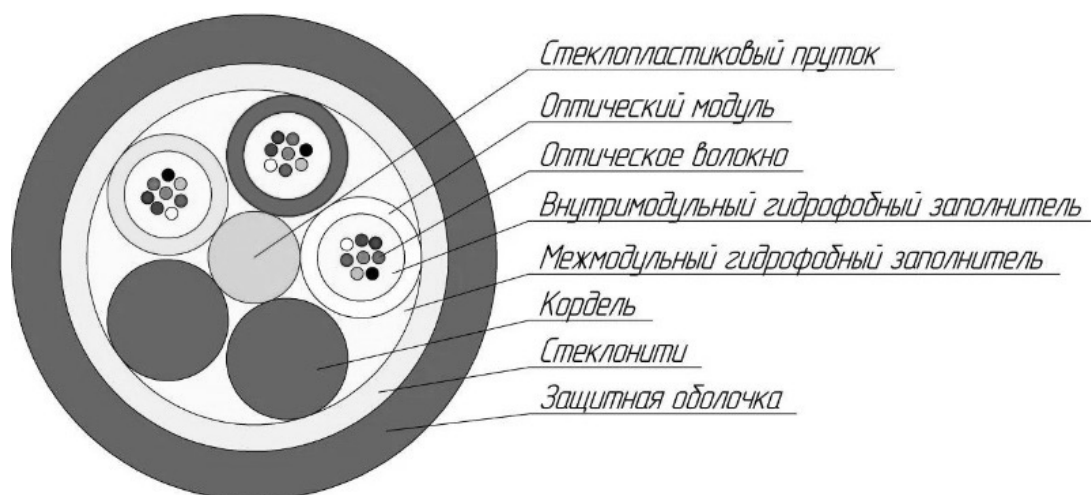 Стеклопластиковый пруток
Оптический модуль
Оптическое волокно
Внутримодульный гидрофобный заполнитель
Межмодульный гидрофобный заполнитель
Кордель
Стеклонити
Защитная оболочка